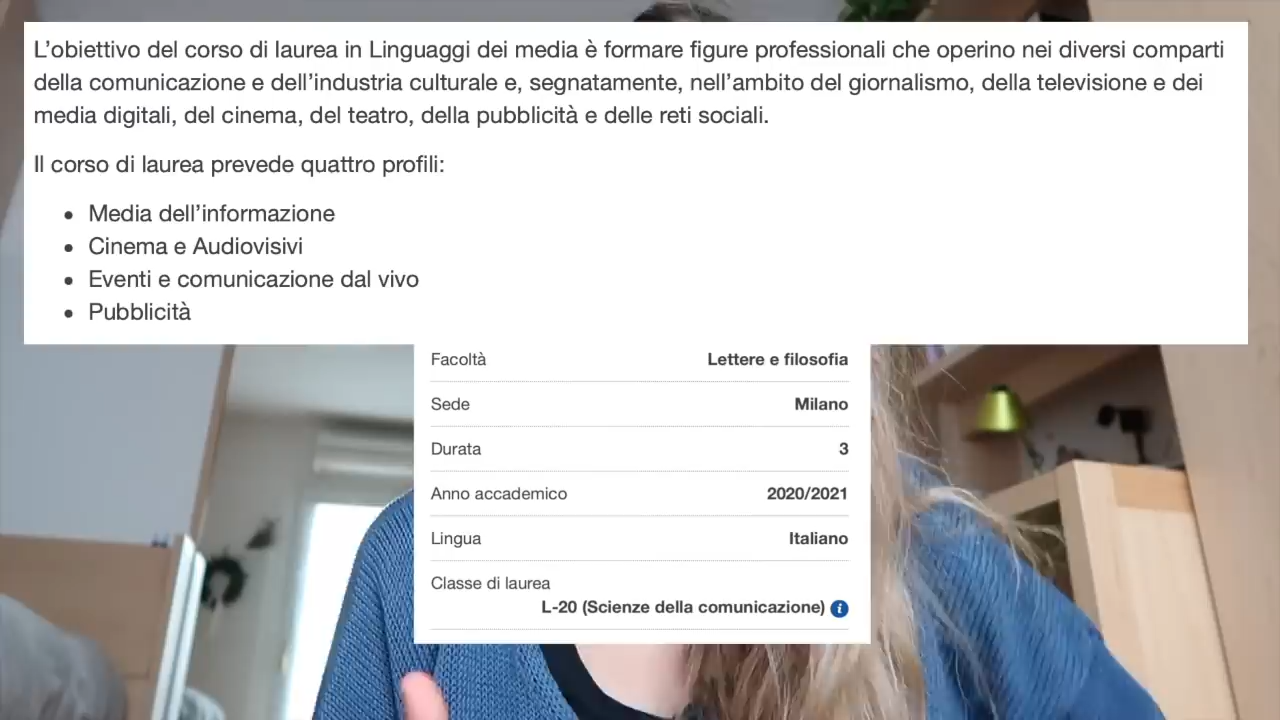 L’obiettivo del corso di laurea in Linguaggi dei media è formare figure professionali che operino nei diversi comparti
della comunicazione e dell’industria culturale e, segnatamente, nell’ambito del giornalismo, della televisione e dei
media digitali, del cinema, del teatro, della pubblicità e delle reti sociali.
Il corso di laurea prevede quattro profili:
• Media dell’informazione
• Cinema e Audiovisivi
• Eventi e comunicazione dal vivo
• Pubblicità
Facoltà Lettere e filosofia
Sede Milano
Durata 3
Anno accademico 2020/2021
Lingua Italiano
Classe di laurea
L-20 (Scienze della comunicazione) i